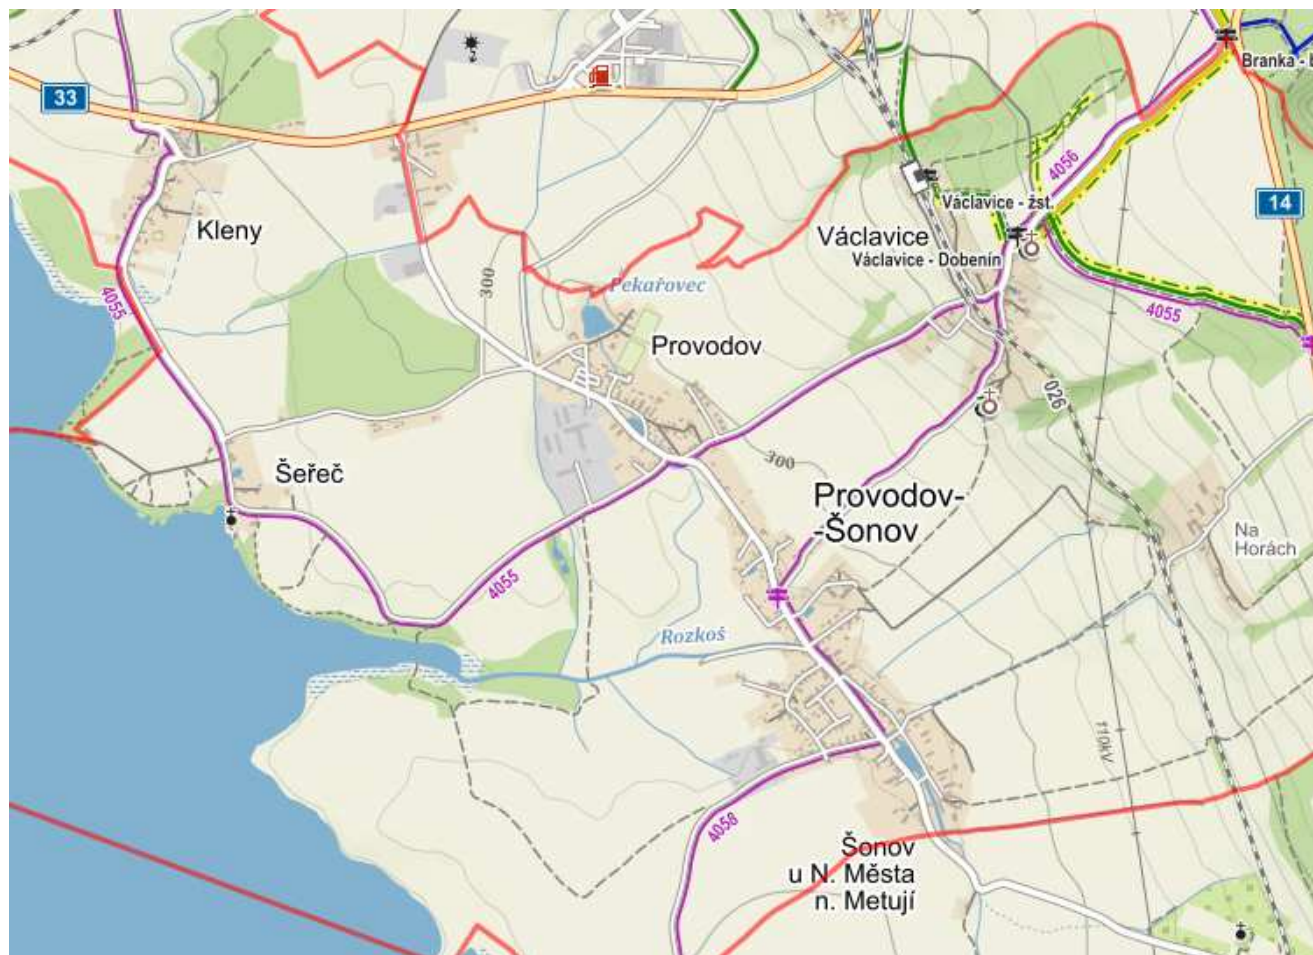 Branka - b
33
4056
14
Václavice - žst.
Kleny
Václavice
Václavice - Dobenín
4055
300
Pekařovec
4055
Provodov
026
300
Šeřeč
Provodov-
-Šonov
Na
Horách
4055
Rozkoš
110kV
4058
Šonov
u N. Města
n. Metují